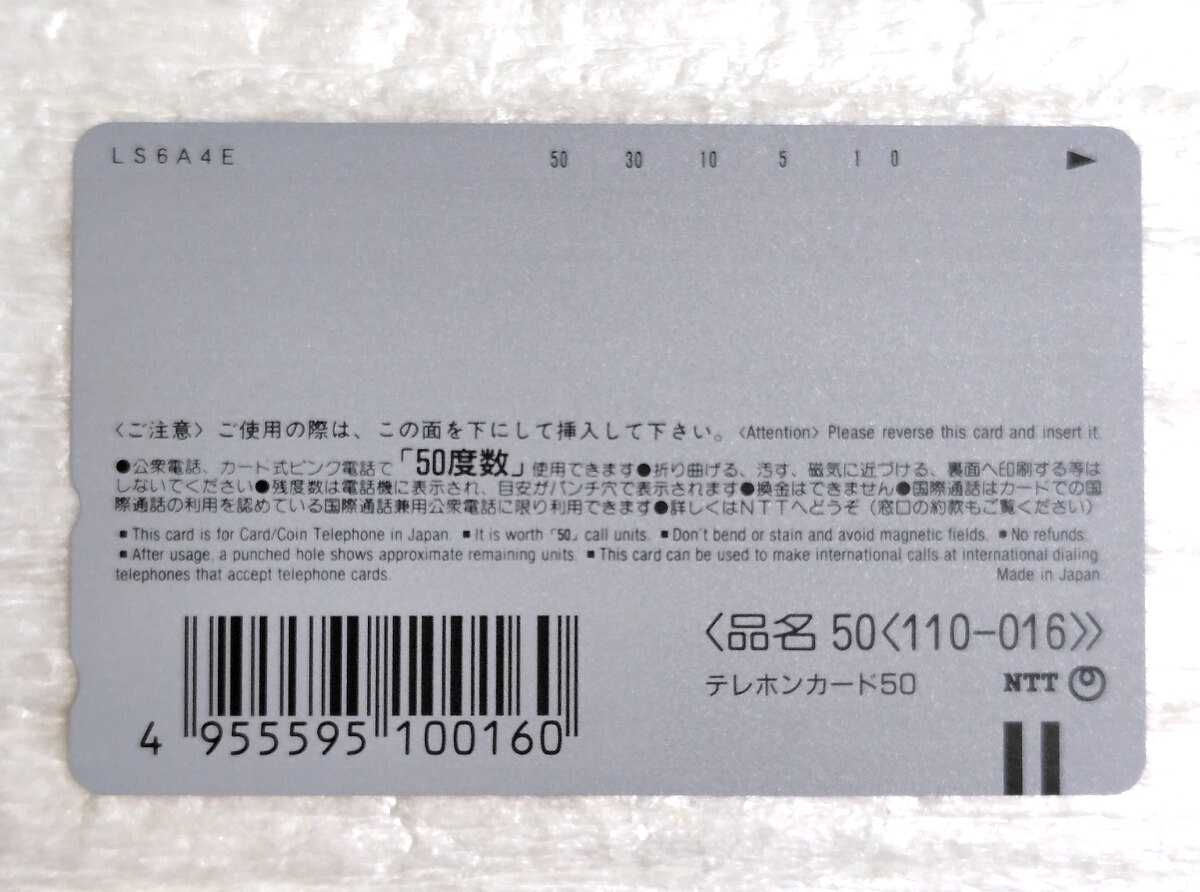 LS6A4E 50 30 10 5 1 0 ▶
〈ご注意〉ご使用の際は、この面を下にして挿入して下さい。〈Attention〉 Please reverse this card and insert it.
●公衆電話、カード式ピンク電話で「50度数」使用できます●折り曲げる、汚す、磁気に近づける、裏面へ印刷する等は
しないでください●残度数は電話機に表示され、目安がパンチ穴で表示されます●換金はできません●国際通話はカードでの国
際通話の利用を認めている国際通話兼用公衆電話に限り利用できます●詳しくはNTTへどうぞ（窓口の約款もご覧ください）
■ This card is for Card/Coin Telephone in Japan. ■ It is worth「50」call units. ■ Don't bend or stain and avoid magnetic fields. ■ No refunds.
■ After usage, a punched hole shows approximate remaining units. ■ This card can be used to make international calls at international dialing
telephones that accept telephone cards. Made in Japan
〈品名 50〈110-016〉〉
テレホンカード50 NTT
4 955595 100160